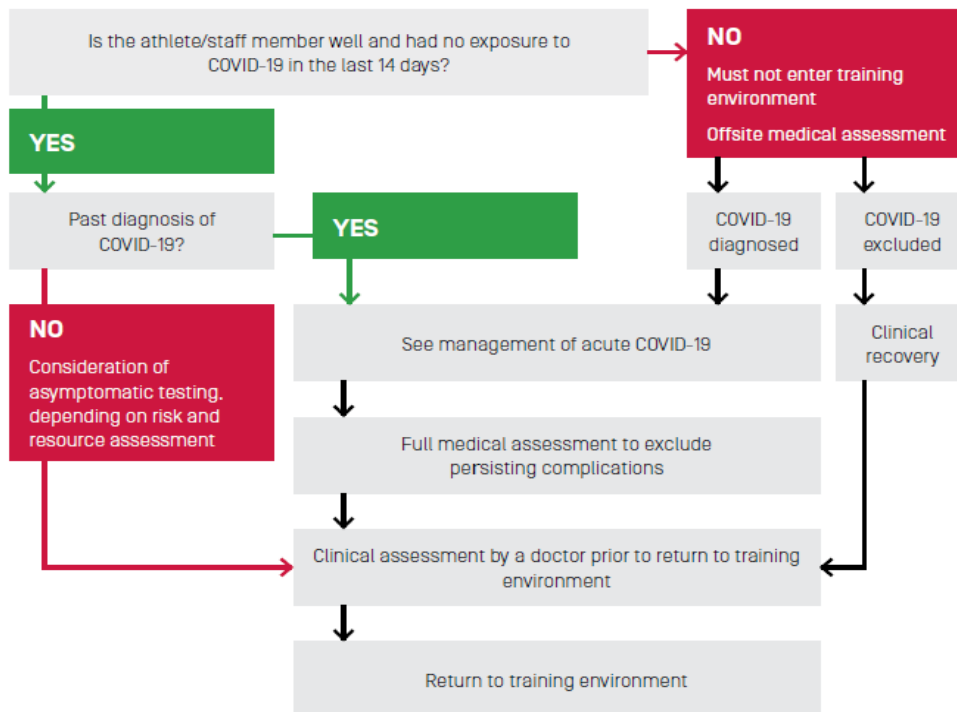 Is the athlete/staff member well and had no exposure to
COVID-19 in the last 14 days?
NO
Must not enter training
environment
Offsite medical assessment
YES
Past diagnosis of
COVID-19?
YES
COVID-19
diagnosed
COVID-19
excluded
NO
Consideration of
asymptomatic testing,
depending on risk and
resource assessment
See management of acute COVID-19
Clinical
recovery
Full medical assessment to exclude
persisting complications
Clinical assessment by a doctor prior to return to training
environment
Return to training environment